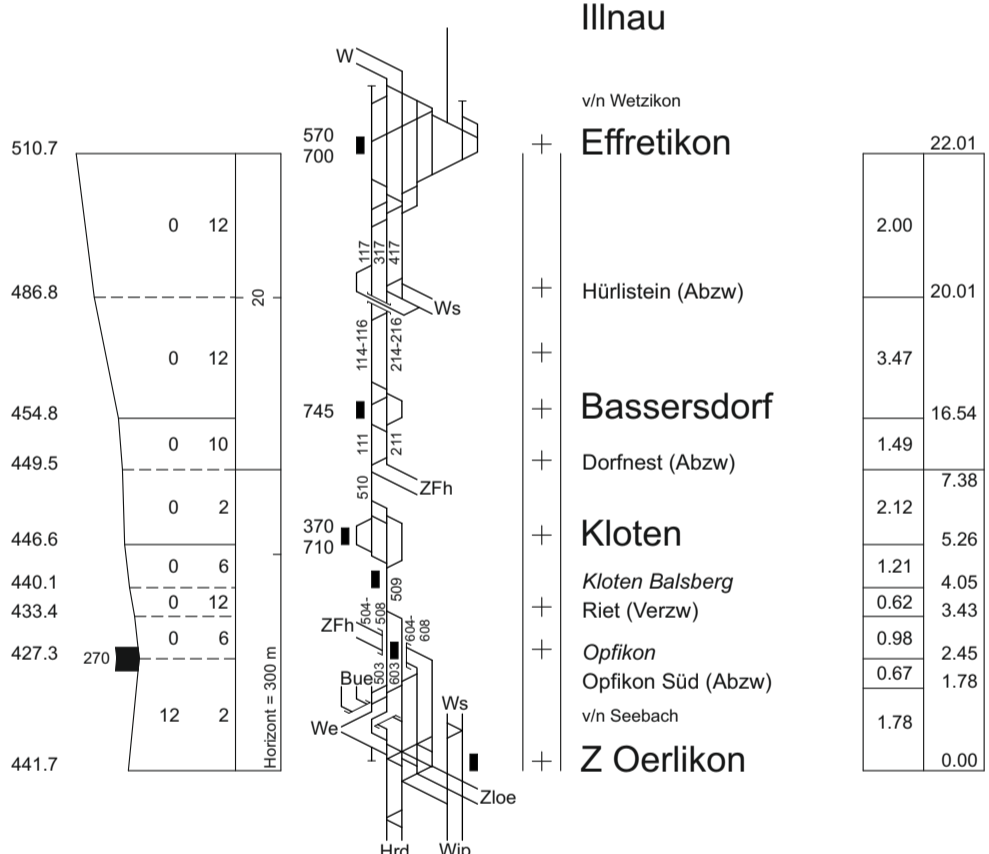 Illnau
W
v/n Wetzikon
510.7
570
700
Effretikon
22.01
0 12
117
317
417
2.00
486.8
20
Hürlistein (Abzw)
20.01
Ws
0 12
114-116
214-216
3.47
454.8
745
Bassersdorf
16.54
0 10
111
211
1.49
449.5
Dorfnest (Abzw)
7.38
ZFh
0 2
510
2.12
446.6
370
710
Kloten
5.26
0 6
1.21
440.1
509
Kloten Balsberg
4.05
0 12
504-
508
0.62
433.4
Riet (Verzw)
3.43
ZFh
604-
608
0 6
0.98
427.3
270
Opfikon
2.45
Bue
503
603
Opfikon Süd (Abzw)
0.67
1.78
Ws
12 2
We
v/n Seebach
1.78
Horizont = 300 m
441.7
Z Oerlikon
0.00
Zloe
Hrd
Wip